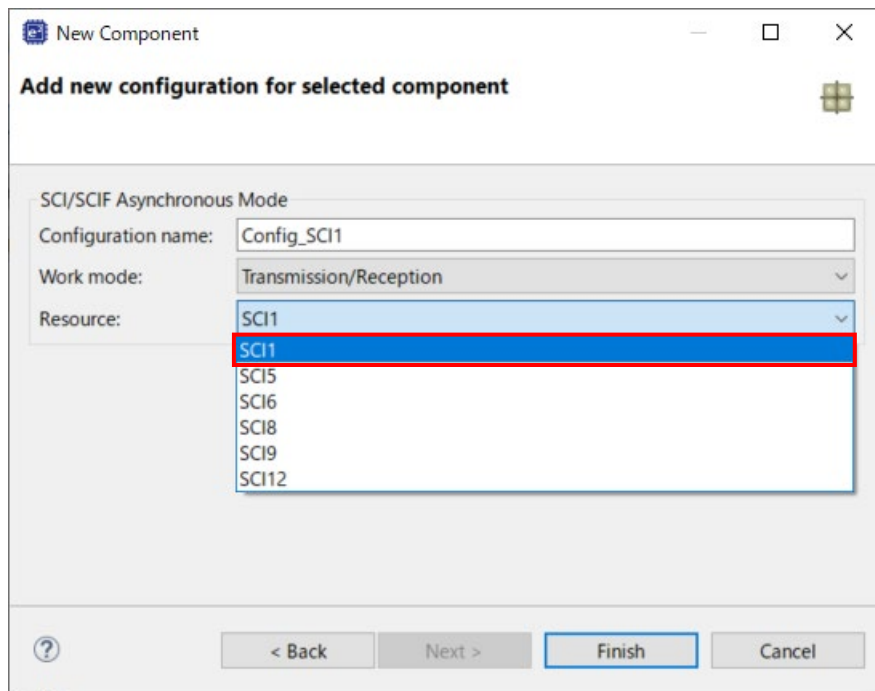 New Component
Add new configuration for selected component
SCI/SCIF Asynchronous Mode
Configuration name: Config_SCI1
Work mode: Transmission/Reception
Resource: SCI1
SCI1
SCI5
SCI6
SCI8
SCI9
SCI12
? < Back Next > Finish Cancel